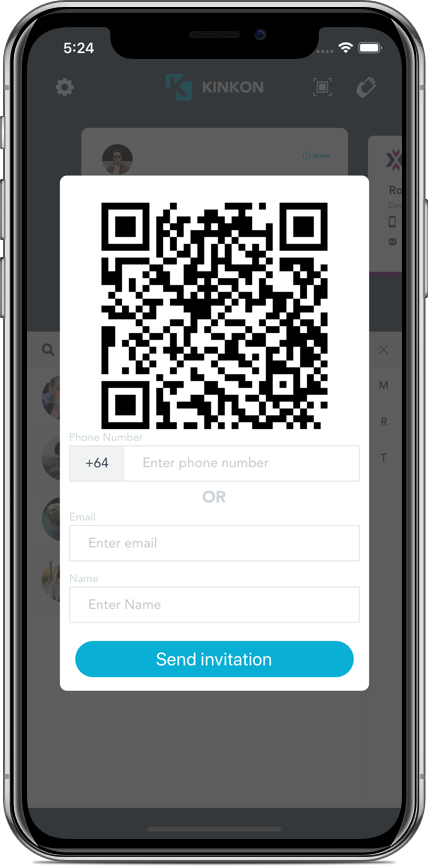 5:24
KINKON
SHARE
Ro
Phone Number
+64 Enter phone number
OR
Email
Enter email
Name
Enter Name
Send invitation
M
R
T